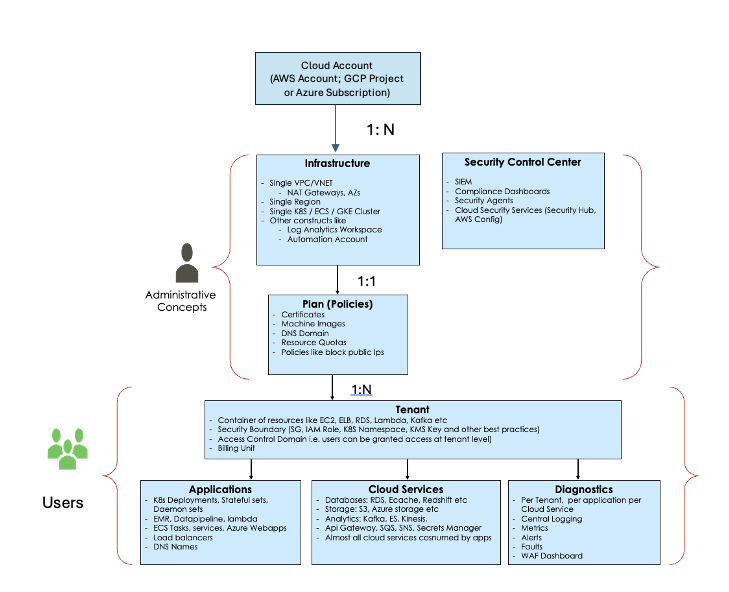 Cloud Account
(AWS Account; GCP Project
or Azure Subscription)
1: N
Infrastructure
- Single VPC/VNET
- NAT Gateways, AZs
- Single Region
- Single K8S / ECS / GKE Cluster
- Other constructs like
- Log Analytics Workspace
- Automation Account
Security Control Center
- SIEM
- Compliance Dashboards
- Security Agents
- Cloud Security Services (Security Hub,
AWS Config)
Administrative
Concepts
1:1
Plan (Policies)
- Certificates
- Machine Images
- DNS Domain
- Resource Quotas
- Policies like block public Ips
1:N
Tenant
- Container of resources like EC2, ELB, RDS, Lambda, Kafka etc
- Security Boundary (SG, IAM Role, K8S Namespace, KMS Key and other best practices)
- Access Control Domain i.e. users can be granted access at tenant level)
- Billing Unit
Users
Applications
- K8s Deployments, Stateful sets,
Daemon sets
- EMR, Datapipeline, lambda
- ECS Tasks, services, Azure Webapps
- Load balancers
- DNS Names
Cloud Services
- Databases: RDS, Ecache, Redshift etc
- Storage: S3, Azure storage etc
- Analytics: Kafka, ES, Kinesis.
- Api Gateway, SQS, SNS, Secrets Manager
- Almost all cloud services cosnumed by apps
Diagnostics
- Per Tenant, per application per
Cloud Service
- Central Logging
- Metrics
- Alerts
- Faults
- WAF Dashboard